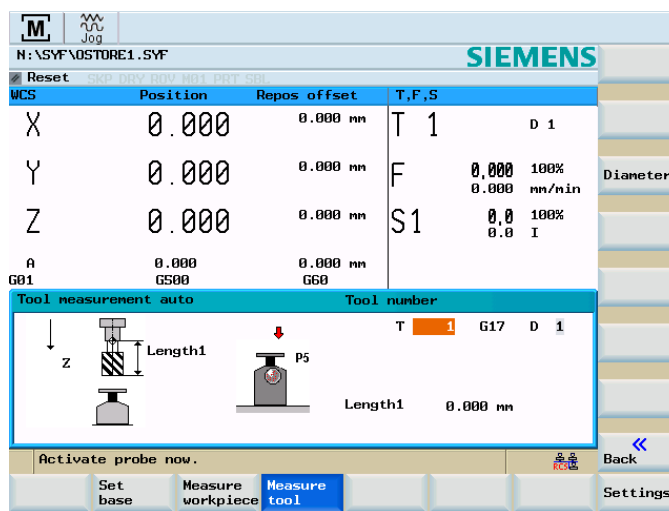 M Jog
N:\SYF\OSTORE1.SYF SIEMENS
Reset SKP DRY ROV M01 PRT SBL
WCS Position Repos offset T,F,S
X 0.000 0.000 mm T 1 D 1
Y 0.000 0.000 mm F 0,000 100%
0.000 mm/min
Diameter
Z 0.000 0.000 mm S1 0,0 100%
0.0 I
A 0.000 0.000 mm
G01 G500 G60
Tool measurement auto Tool number
T 1 G17 D 1
Z Length1 P5
Length1 0.000 mm
Activate probe now. RCS Back
Set base
Measure workpiece
Measure tool
Settings